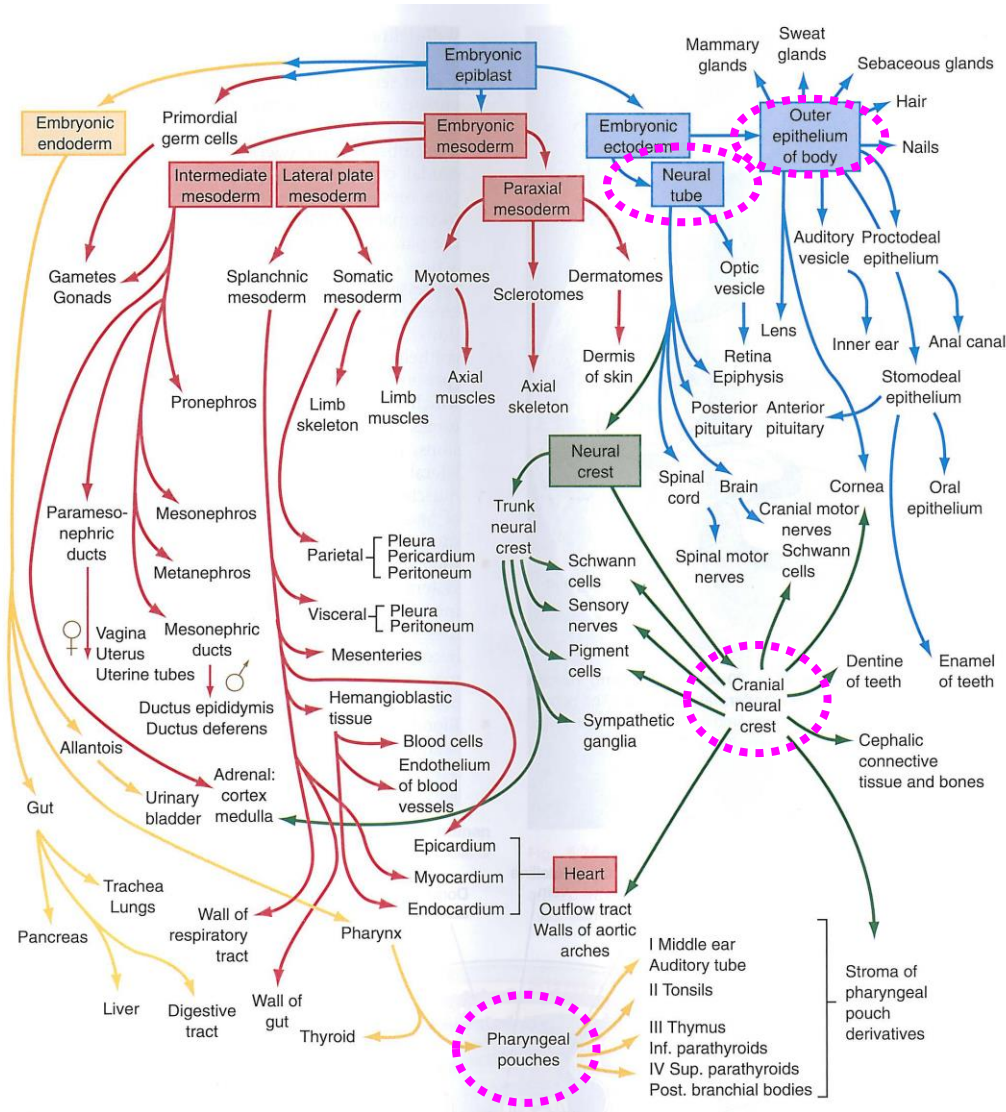 Embryonic
epiblast
Mammary
glands
Sweat
glands
Sebaceous glands
Hair
Nails
Embryonic
endoderm
Primordial
germ cells
Embryonic
mesoderm
Embryonic
ectoderm
Outer
epithelium
of body
Intermediate
mesoderm
Lateral plate
mesoderm
Paraxial
mesoderm
Neural
tube
Gametes
Gonads
Splanchnic
mesoderm
Somatic
mesoderm
Myotomes
Sclerotomes
Dermatomes
Optic
vesicle
Auditory
vesicle
Proctodeal
epithelium
Lens
Inner ear
Anal canal
Pronephros
Limb
skeleton
Limb
muscles
Axial
muscles
Axial
skeleton
Dermis
of skin
Retina
Epiphysis
Posterior
pituitary
Anterior
pituitary
Stomodeal
epithelium
Neural
crest
Spinal
cord
Brain
Cornea
Oral
epithelium
Parameso-
nephric
ducts
Mesonephros
Metanephros
Trunk
neural
crest
Cranial motor
nerves
Spinal motor
nerves
Schwann
cells
Parietal
Pleura
Pericardium
Peritoneum
Schwann
cells
Sensory
nerves
Pigment
cells
Visceral
Pleura
Peritoneum
♀
Vagina
Uterus
Uterine tubes
Mesonephric
ducts
♂
Ductus epididymis
Ductus deferens
Mesenteries
Hemangioblastic
tissue
Blood cells
Endothelium
of blood
vessels
Sympathetic
ganglia
Cranial
neural
crest
Dentine
of teeth
Enamel
of teeth
Cephalic
connective
tissue and bones
Allantois
Urinary
bladder
Adrenal:
cortex
medulla
Gut
Epicardium
Myocardium
Endocardium
Heart
Outflow tract
Walls of aortic
arches
Trachea
Lungs
Pancreas
Liver
Digestive
tract
Wall of
respiratory
tract
Wall of
gut
Pharynx
Thyroid
Pharyngeal
pouches
I Middle ear
Auditory tube
II Tonsils
III Thymus
Inf. parathyroids
IV Sup. parathyroids
Post. branchial bodies
Stroma of
pharyngeal
pouch
derivatives